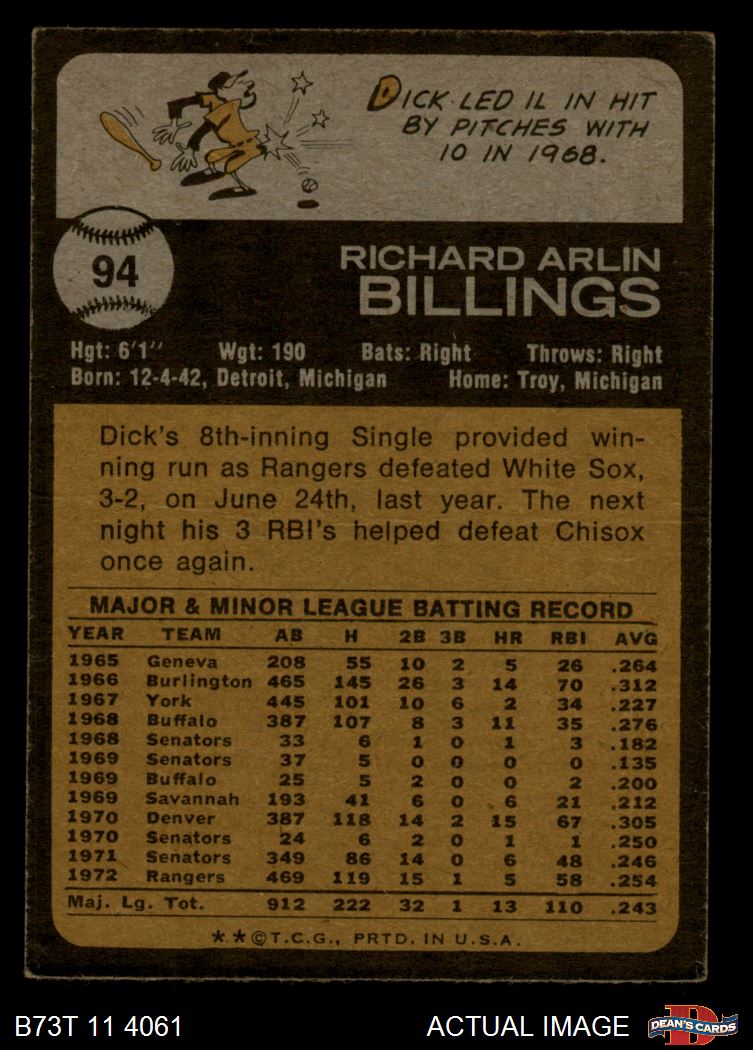 DICK LED IL IN HIT
BY PITCHES WITH
10 IN 1968.
94
RICHARD ARLIN
BILLINGS
Hgt: 6'1'' Wgt: 190 Bats: Right Throws: Right
Born: 12-4-42, Detroit, Michigan Home: Troy, Michigan
Dick's 8th-inning Single provided win-
ning run as Rangers defeated White Sox,
3-2, on June 24th, last year. The next
night his 3 RBI's helped defeat Chisox
once again.
MAJOR & MINOR LEAGUE BATTING RECORD
YEAR TEAM AB H 2B 3B HR RBI AVG
1965 Geneva 208 55 10 2 5 26 .264
1966 Burlington 465 145 26 3 14 70 .312
1967 York 445 101 10 6 2 34 .227
1968 Buffalo 387 107 8 3 11 35 .276
1968 Senators 33 6 1 0 1 3 .182
1969 Senators 37 5 0 0 0 0 .135
1969 Buffalo 25 5 2 0 0 2 .200
1969 Savannah 193 41 6 0 6 21 .212
1970 Denver 387 118 14 2 15 67 .305
1970 Senators 24 6 2 0 1 1 .250
1971 Senators 349 86 14 0 6 48 .246
1972 Rangers 469 119 15 1 5 58 .254
Maj. Lg. Tot. 912 222 32 1 13 110 .243
**©T.C.G., PRTD. IN U.S.A.
B73T 11 4061 ACTUAL IMAGE
D
DEAN'S CARDS